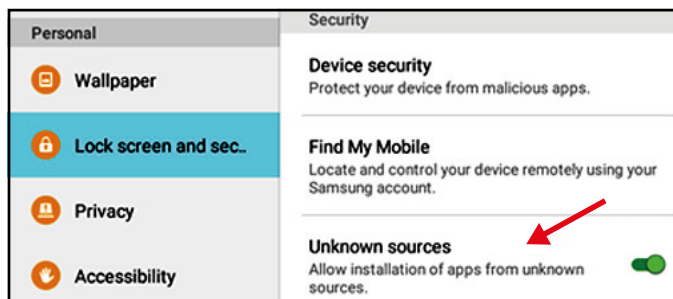 Personal
Wallpaper
Lock screen and sec..
Privacy
Accessibility
Security
Device security
Protect your device from malicious apps.
Find My Mobile
Locate and control your device remotely using your
Samsung account.
Unknown sources
Allow installation of apps from unknown
sources.